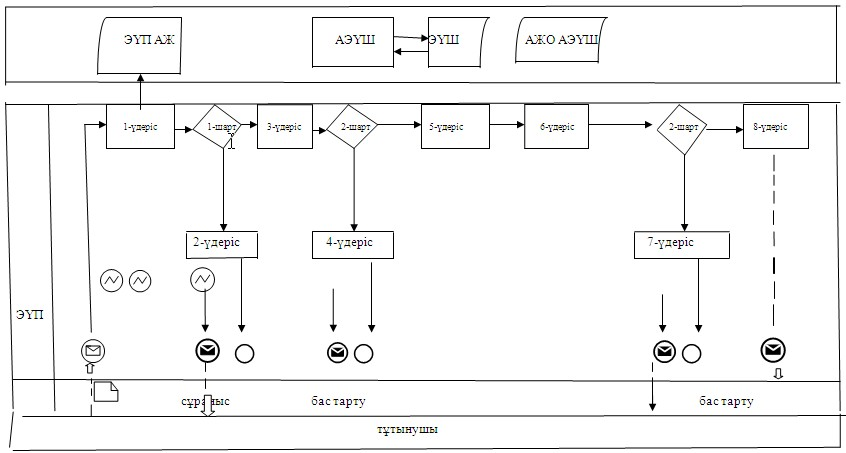 ЭҮП АЖ
АЭҮШ
ЭҮШ
АЖО АЭҮШ
1-үдеріс
1-шарт
3-үдеріс
2-шарт
5-үдеріс
6-үдеріс
2-шарт
8-үдеріс
2-үдеріс
4-үдеріс
7-үдеріс
ЭҮП
сұраныс
бас тарту
бас тарту
тұтынушы